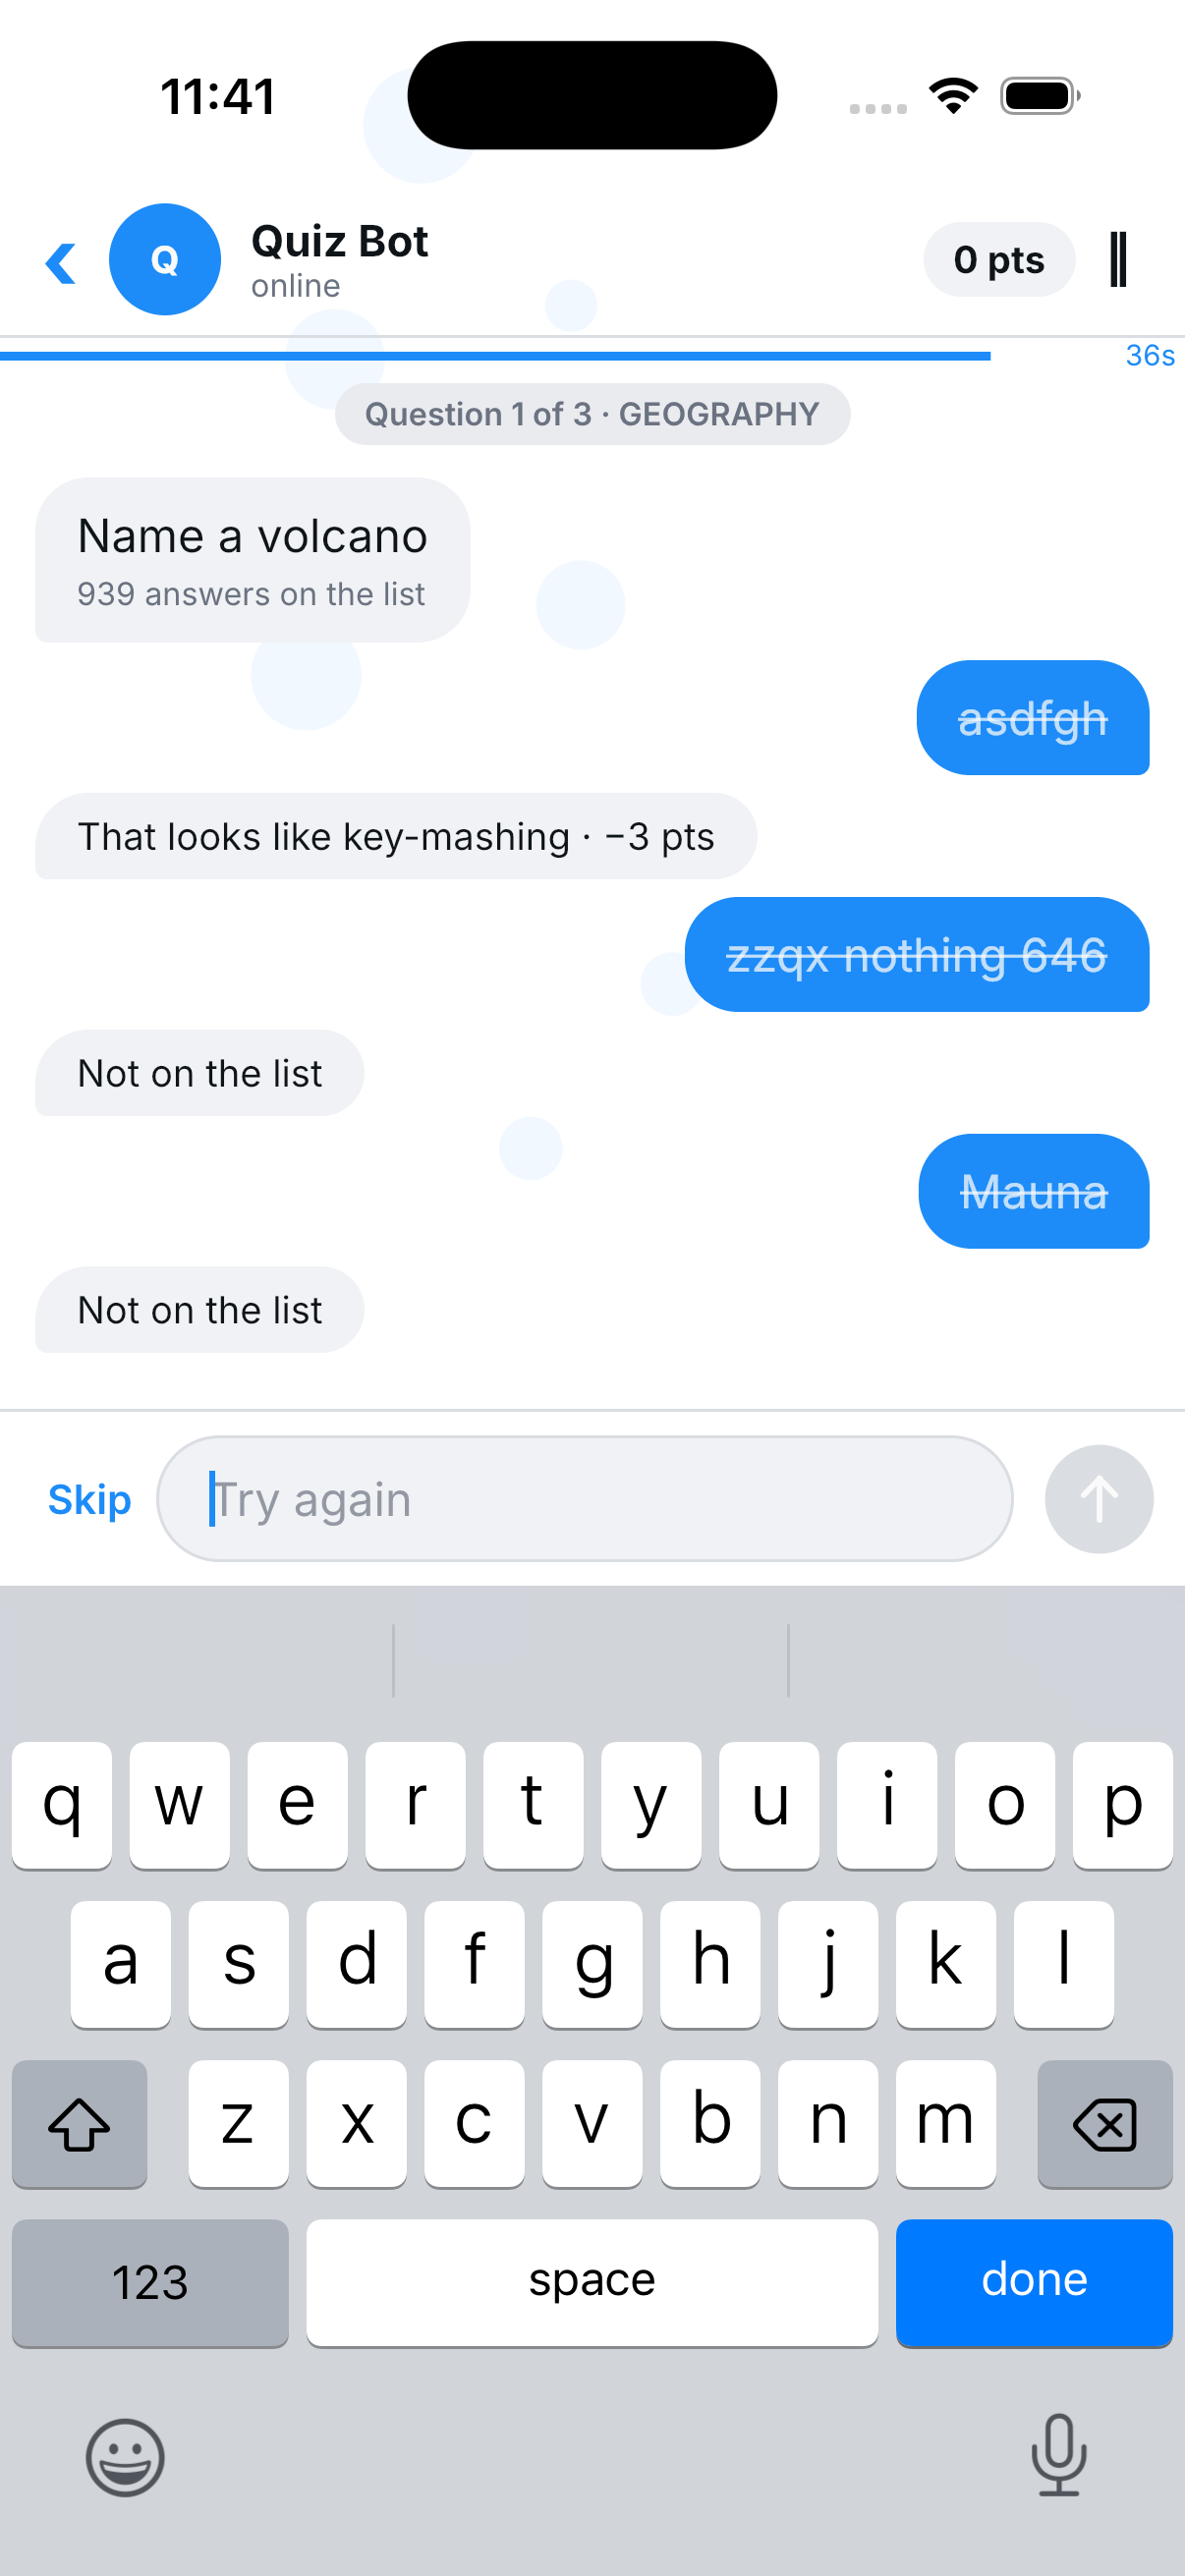 11:41
Q
Quiz Bot
online
0 pts
36s
Question 1 of 3 · GEOGRAPHY
Name a volcano
939 answers on the list
asdfgh
That looks like key-mashing · −3 pts
zzqx nothing 646
Not on the list
Mauna
Not on the list
Skip
Try again
q w e r t y u i o p
a s d f g h j k l
z x c v b n m
123
space
done